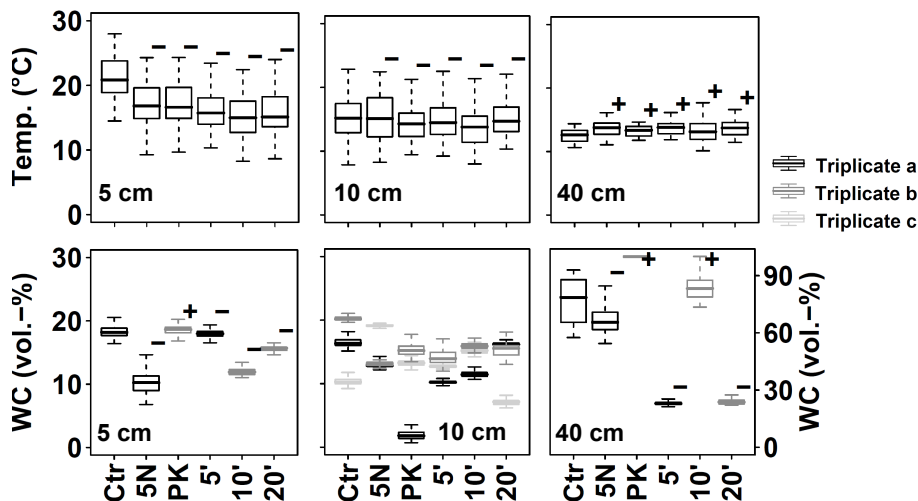 Temp. (°C)
30
20
10
0
5 cm
− − − − −
10 cm
− − − − −
40 cm
+ + + + +
Triplicate a
Triplicate b
Triplicate c
WC (vol.−%)
30
20
10
0
5 cm
− + − − −
10 cm
40 cm
− + − + −
90
60
30
0
WC (vol.−%)
Ctr 5N PK 5' 10' 20'
Ctr 5N PK 5' 10' 20'
Ctr 5N PK 5' 10' 20'